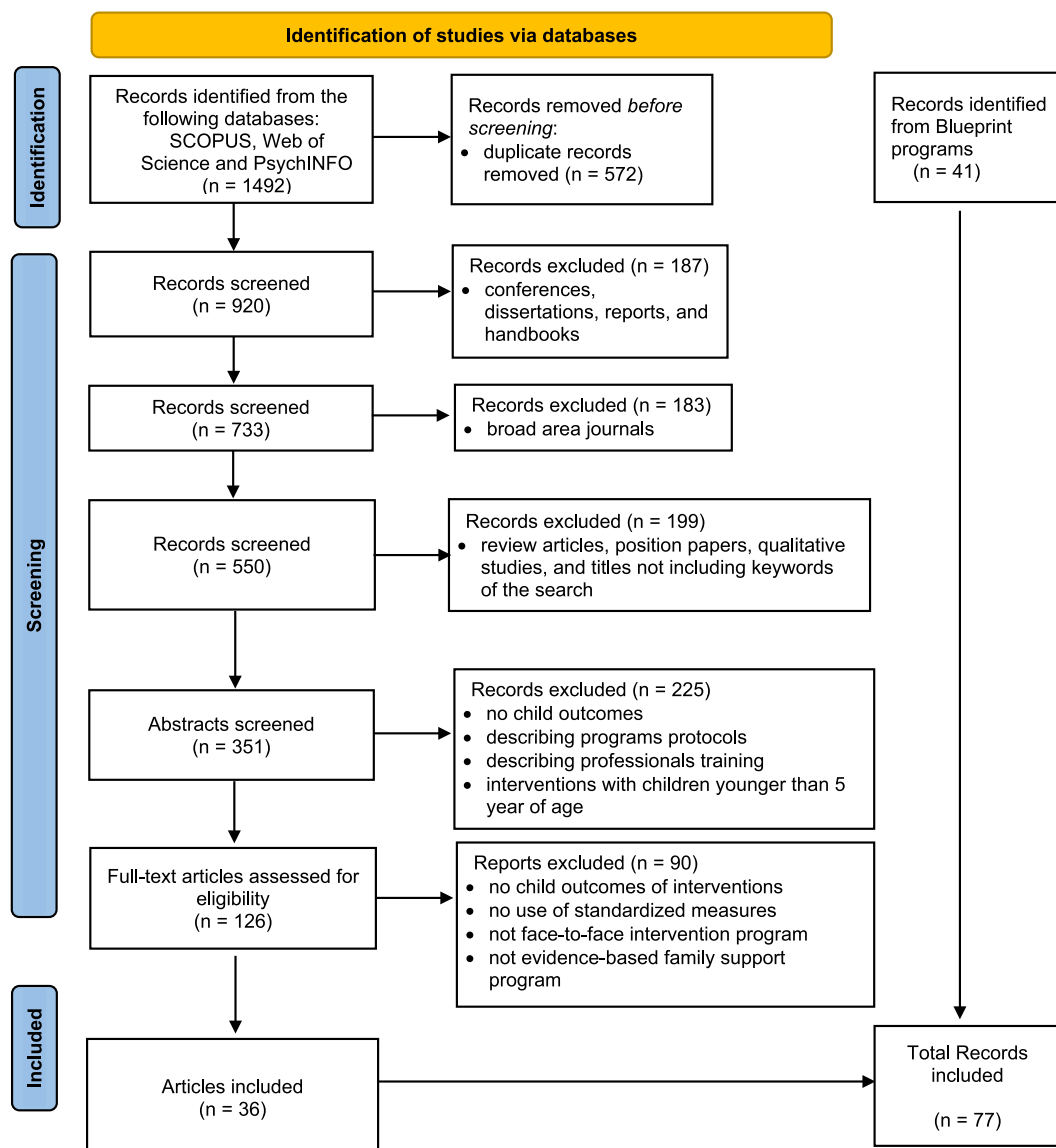 Identification of studies via databases
Identification
Records identified from the
following databases:
SCOPUS, Web of
Science and PsychINFO
(n = 1492)
Records removed before
screening:
• duplicate records
removed (n = 572)
Records identified
from Blueprint
programs
(n = 41)
Screening
Records screened
(n = 920)
Records excluded (n = 187)
• conferences,
dissertations, reports, and
handbooks
Records screened
(n = 733)
Records excluded (n = 183)
• broad area journals
Records screened
(n = 550)
Records excluded (n = 199)
• review articles, position papers, qualitative
studies, and titles not including keywords
of the search
Abstracts screened
(n = 351)
Records excluded (n = 225)
• no child outcomes
• describing programs protocols
• describing professionals training
• interventions with children younger than 5
year of age
Full-text articles assessed for
eligibility
(n = 126)
Reports excluded (n = 90)
• no child outcomes of interventions
• no use of standardized measures
• not face-to-face intervention program
• not evidence-based family support
program
Included
Articles included
(n = 36)
Total Records
included
(n = 77)